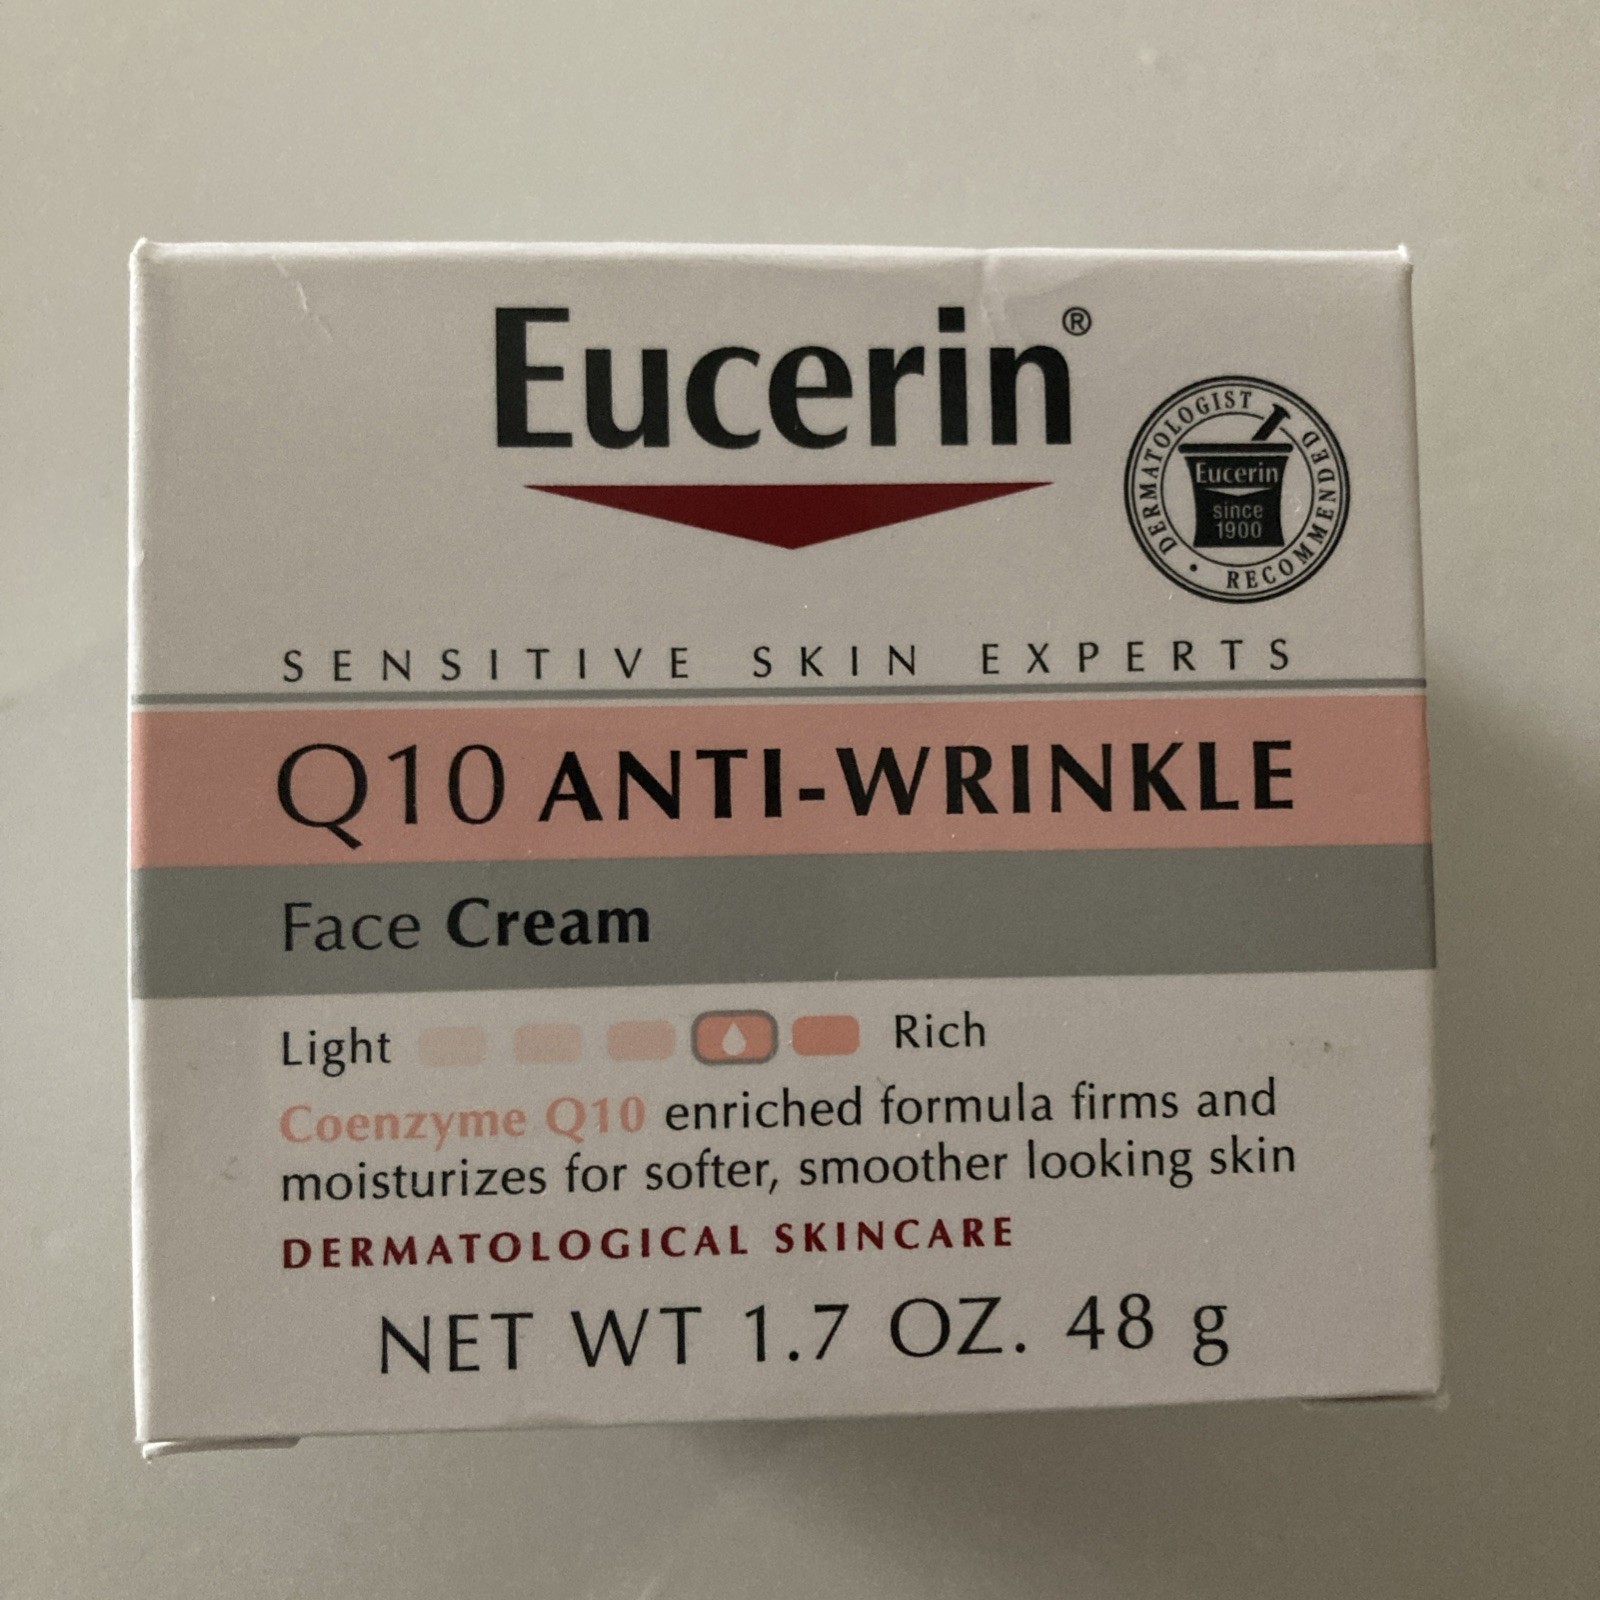 Eucerin®
DERMATOLOGIST RECOMMENDED •
Eucerin
since
1900
SENSITIVE SKIN EXPERTS
Q10 ANTI-WRINKLE
Face Cream
Light Rich
Coenzyme Q10 enriched formula firms and
moisturizes for softer, smoother looking skin
DERMATOLOGICAL SKINCARE
NET WT 1.7 OZ. 48 g